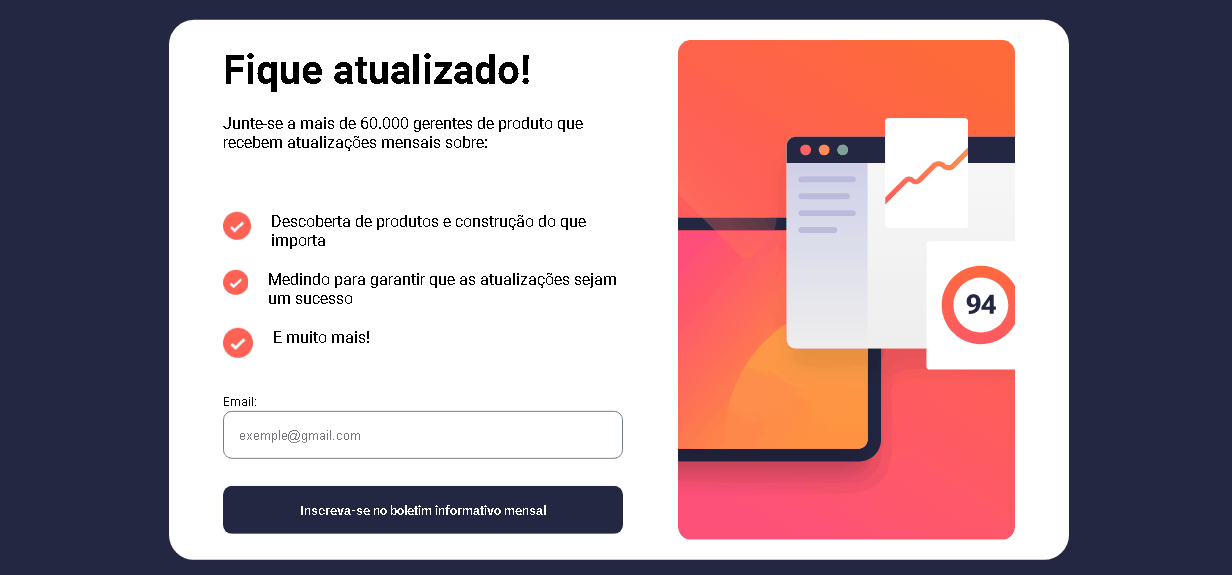 Fique atualizado!
Junte-se a mais de 60.000 gerentes de produto que
recebem atualizações mensais sobre:
Descoberta de produtos e construção do que
importa
Medindo para garantir que as atualizações sejam
um sucesso
E muito mais!
Email:
exemple@gmail.com
Inscreva-se no boletim informativo mensal
94